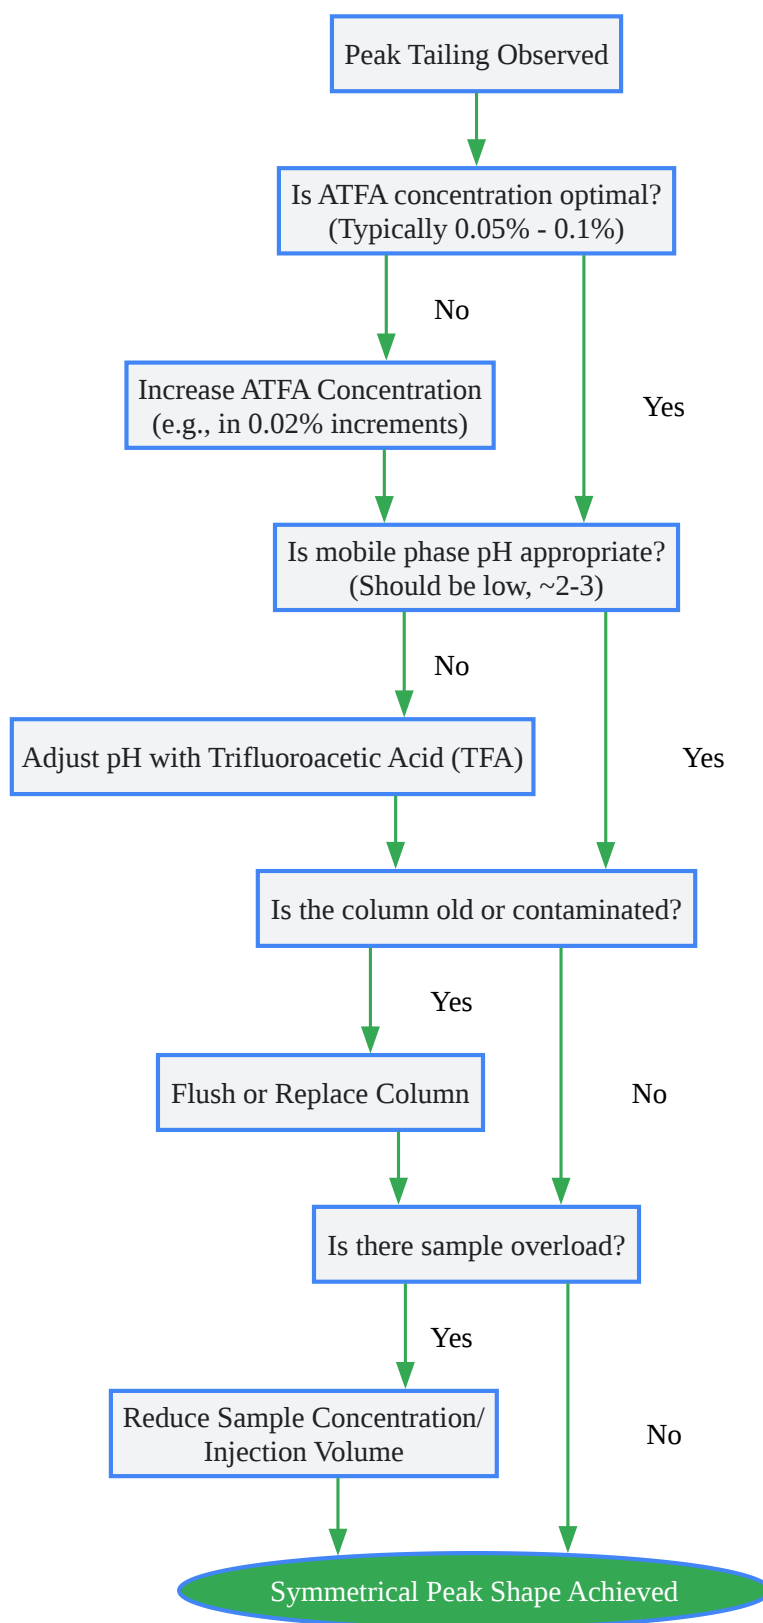 Peak Tailing Observed
Is ATFA concentration optimal?
(Typically 0.05% - 0.1%)
No
Increase ATFA Concentration
(e.g., in 0.02% increments)
Yes
Is mobile phase pH appropriate?
(Should be low, ~2-3)
No
Adjust pH with Trifluoroacetic Acid (TFA)
Yes
Is the column old or contaminated?
Yes
Flush or Replace Column
No
Is there sample overload?
Yes
Reduce Sample Concentration/
Injection Volume
No
Symmetrical Peak Shape Achieved